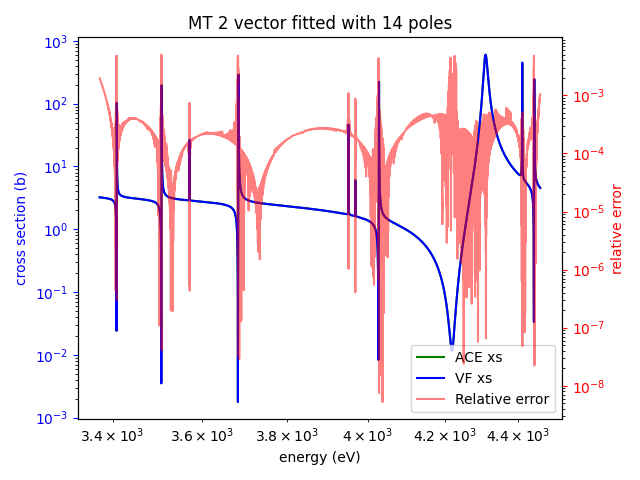 MT 2 vector fitted with 14 poles
10³
10²
10¹
10⁰
10⁻¹
10⁻²
10⁻³
cross section (b)
10⁻³
10⁻⁴
10⁻⁵
10⁻⁶
10⁻⁷
10⁻⁸
relative error
ACE xs
VF xs
Relative error
3.4 × 10³ 3.6 × 10³ 3.8 × 10³ 4 × 10³ 4.2 × 10³ 4.4 × 10³
energy (eV)